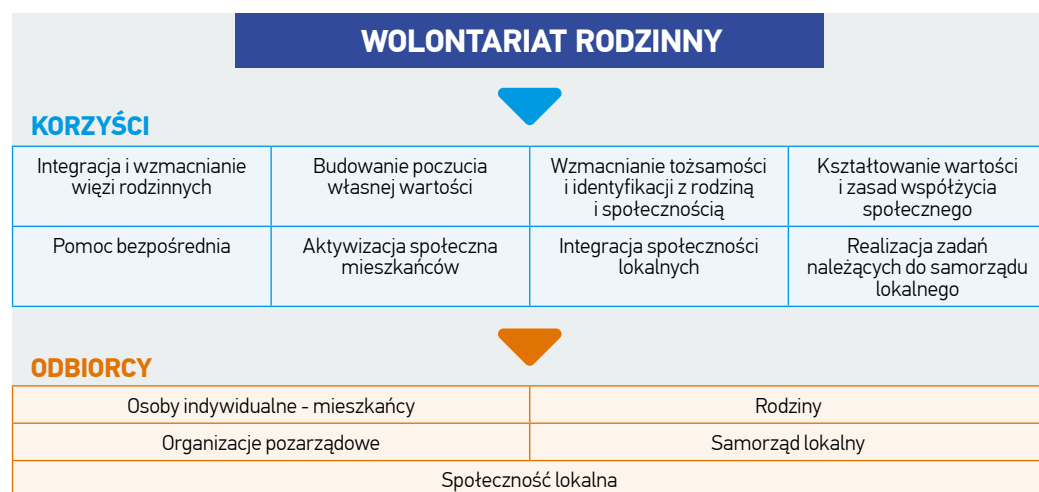 WOLONTARIAT RODZINNY
KORZYŚCI
Integracja i wzmacnianie
więzi rodzinnych
Budowanie poczucia
własnej wartości
Wzmacnianie tożsamości
i identyfikacji z rodziną
i społecznością
Kształtowanie wartości
i zasad współżycia
społecznego
Pomoc bezpośrednia
Aktywizacja społeczna
mieszkańców
Integracja społeczności
lokalnych
Realizacja zadań
należących do samorządu
lokalnego
ODBIORCY
Osoby indywidualne - mieszkańcy
Rodziny
Organizacje pozarządowe
Samorząd lokalny
Społeczność lokalna